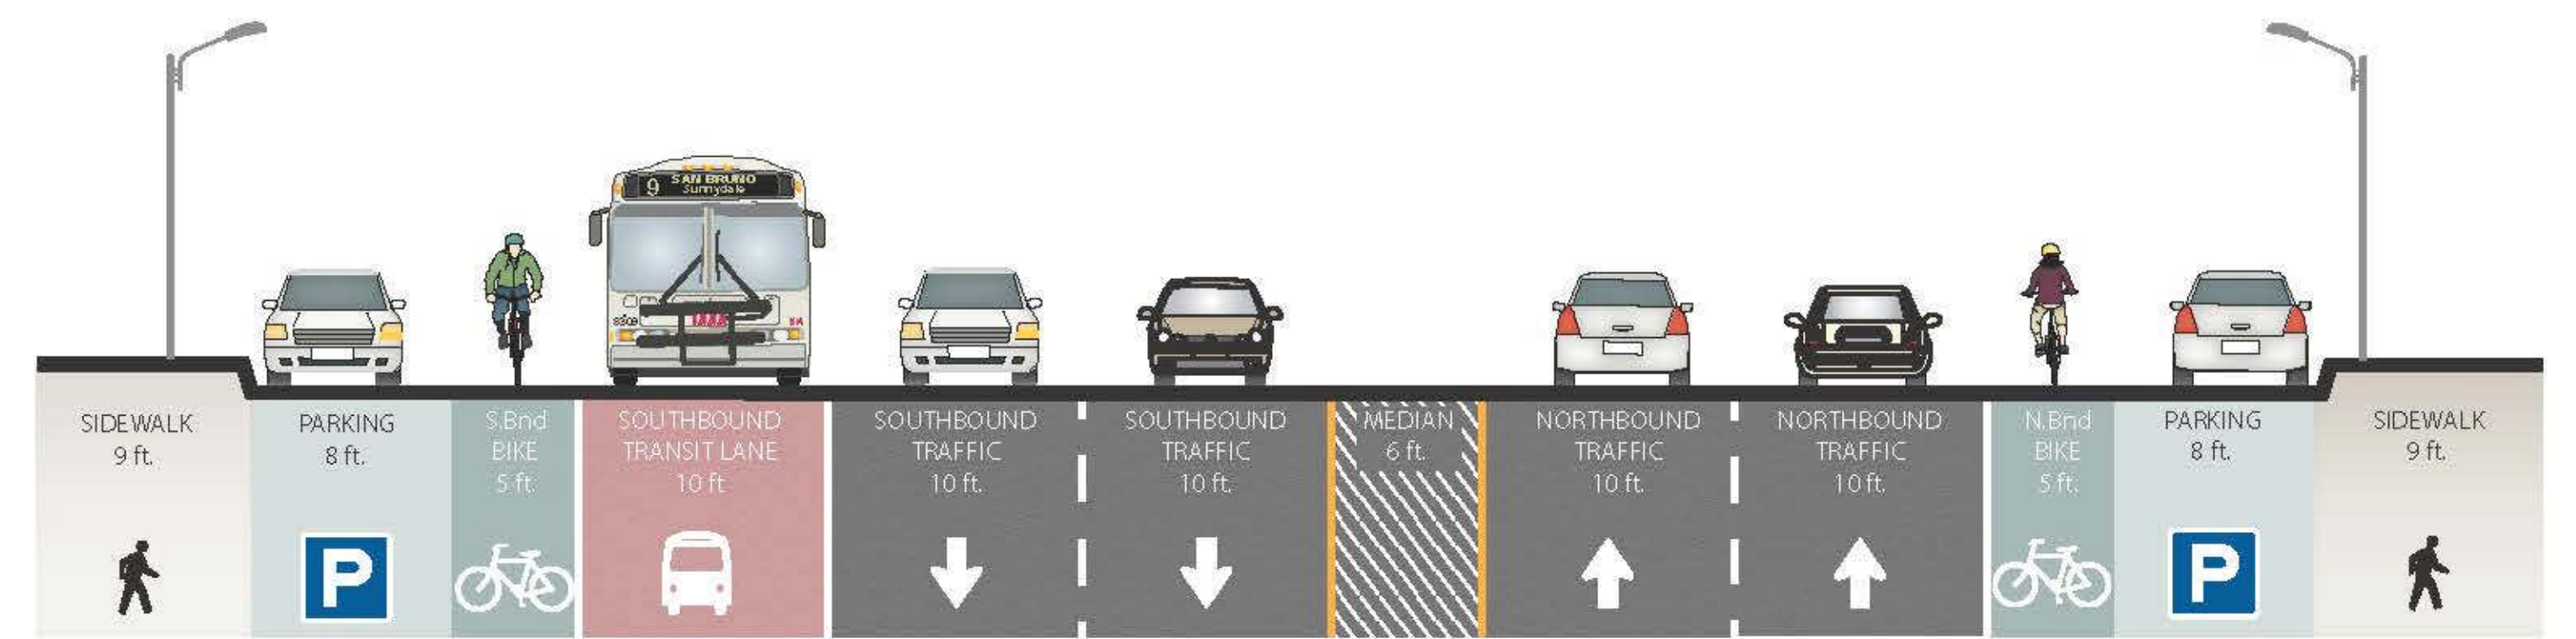 9 SAN BRUNO
Sunnydale
SIDEWALK
9 ft.
PARKING
8 ft.
S.Bnd
BIKE
5 ft.
SOUTHBOUND
TRANSIT LANE
10 ft
SOUTHBOUND
TRAFFIC
10 ft.
SOUTHBOUND
TRAFFIC
10 ft.
MEDIAN
6 ft.
NORTHBOUND
TRAFFIC
10 ft.
NORTHBOUND
TRAFFIC
10 ft.
N.Bnd
BIKE
5 ft.
PARKING
8 ft.
SIDEWALK
9 ft.
P
P